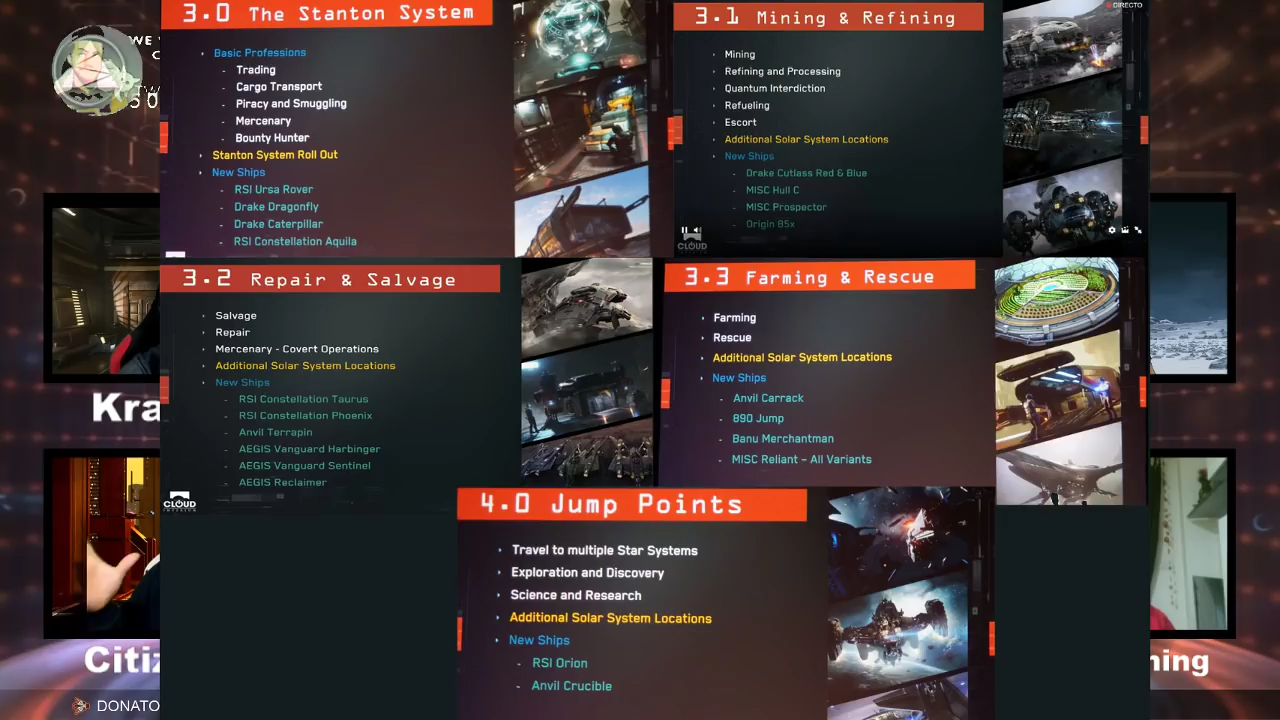 3.0 The Stanton System
Basic Professions
- Trading
- Cargo Transport
- Piracy and Smuggling
- Mercenary
- Bounty Hunter
Stanton System Roll Out
New Ships
- RSI Ursa Rover
- Drake Dragonfly
- Drake Caterpillar
- RSI Constellation Aquila
3.1 Mining & Refining
DIRECTO
Mining
Refining and Processing
Quantum Interdiction
Refueling
Escort
Additional Solar System Locations
New Ships
- Drake Cutlass Red & Blue
- MISC Hull C
- MISC Prospector
- Origin 85x
CLOUD
3.2 Repair & Salvage
Salvage
Repair
Mercenary - Covert Operations
Additional Solar System Locations
New Ships
- RSI Constellation Taurus
- RSI Constellation Phoenix
- Anvil Terrapin
- AEGIS Vanguard Harbinger
- AEGIS Vanguard Sentinel
- AEGIS Reclaimer
CLOUD
3.3 Farming & Rescue
Farming
Rescue
Additional Solar System Locations
New Ships
- Anvil Carrack
- 890 Jump
- Banu Merchantman
- MISC Reliant – All Variants
4.0 Jump Points
Travel to multiple Star Systems
Exploration and Discovery
Science and Research
Additional Solar System Locations
New Ships
- RSI Orion
- Anvil Crucible
WE
Kra
Citiz
ning
DONATO